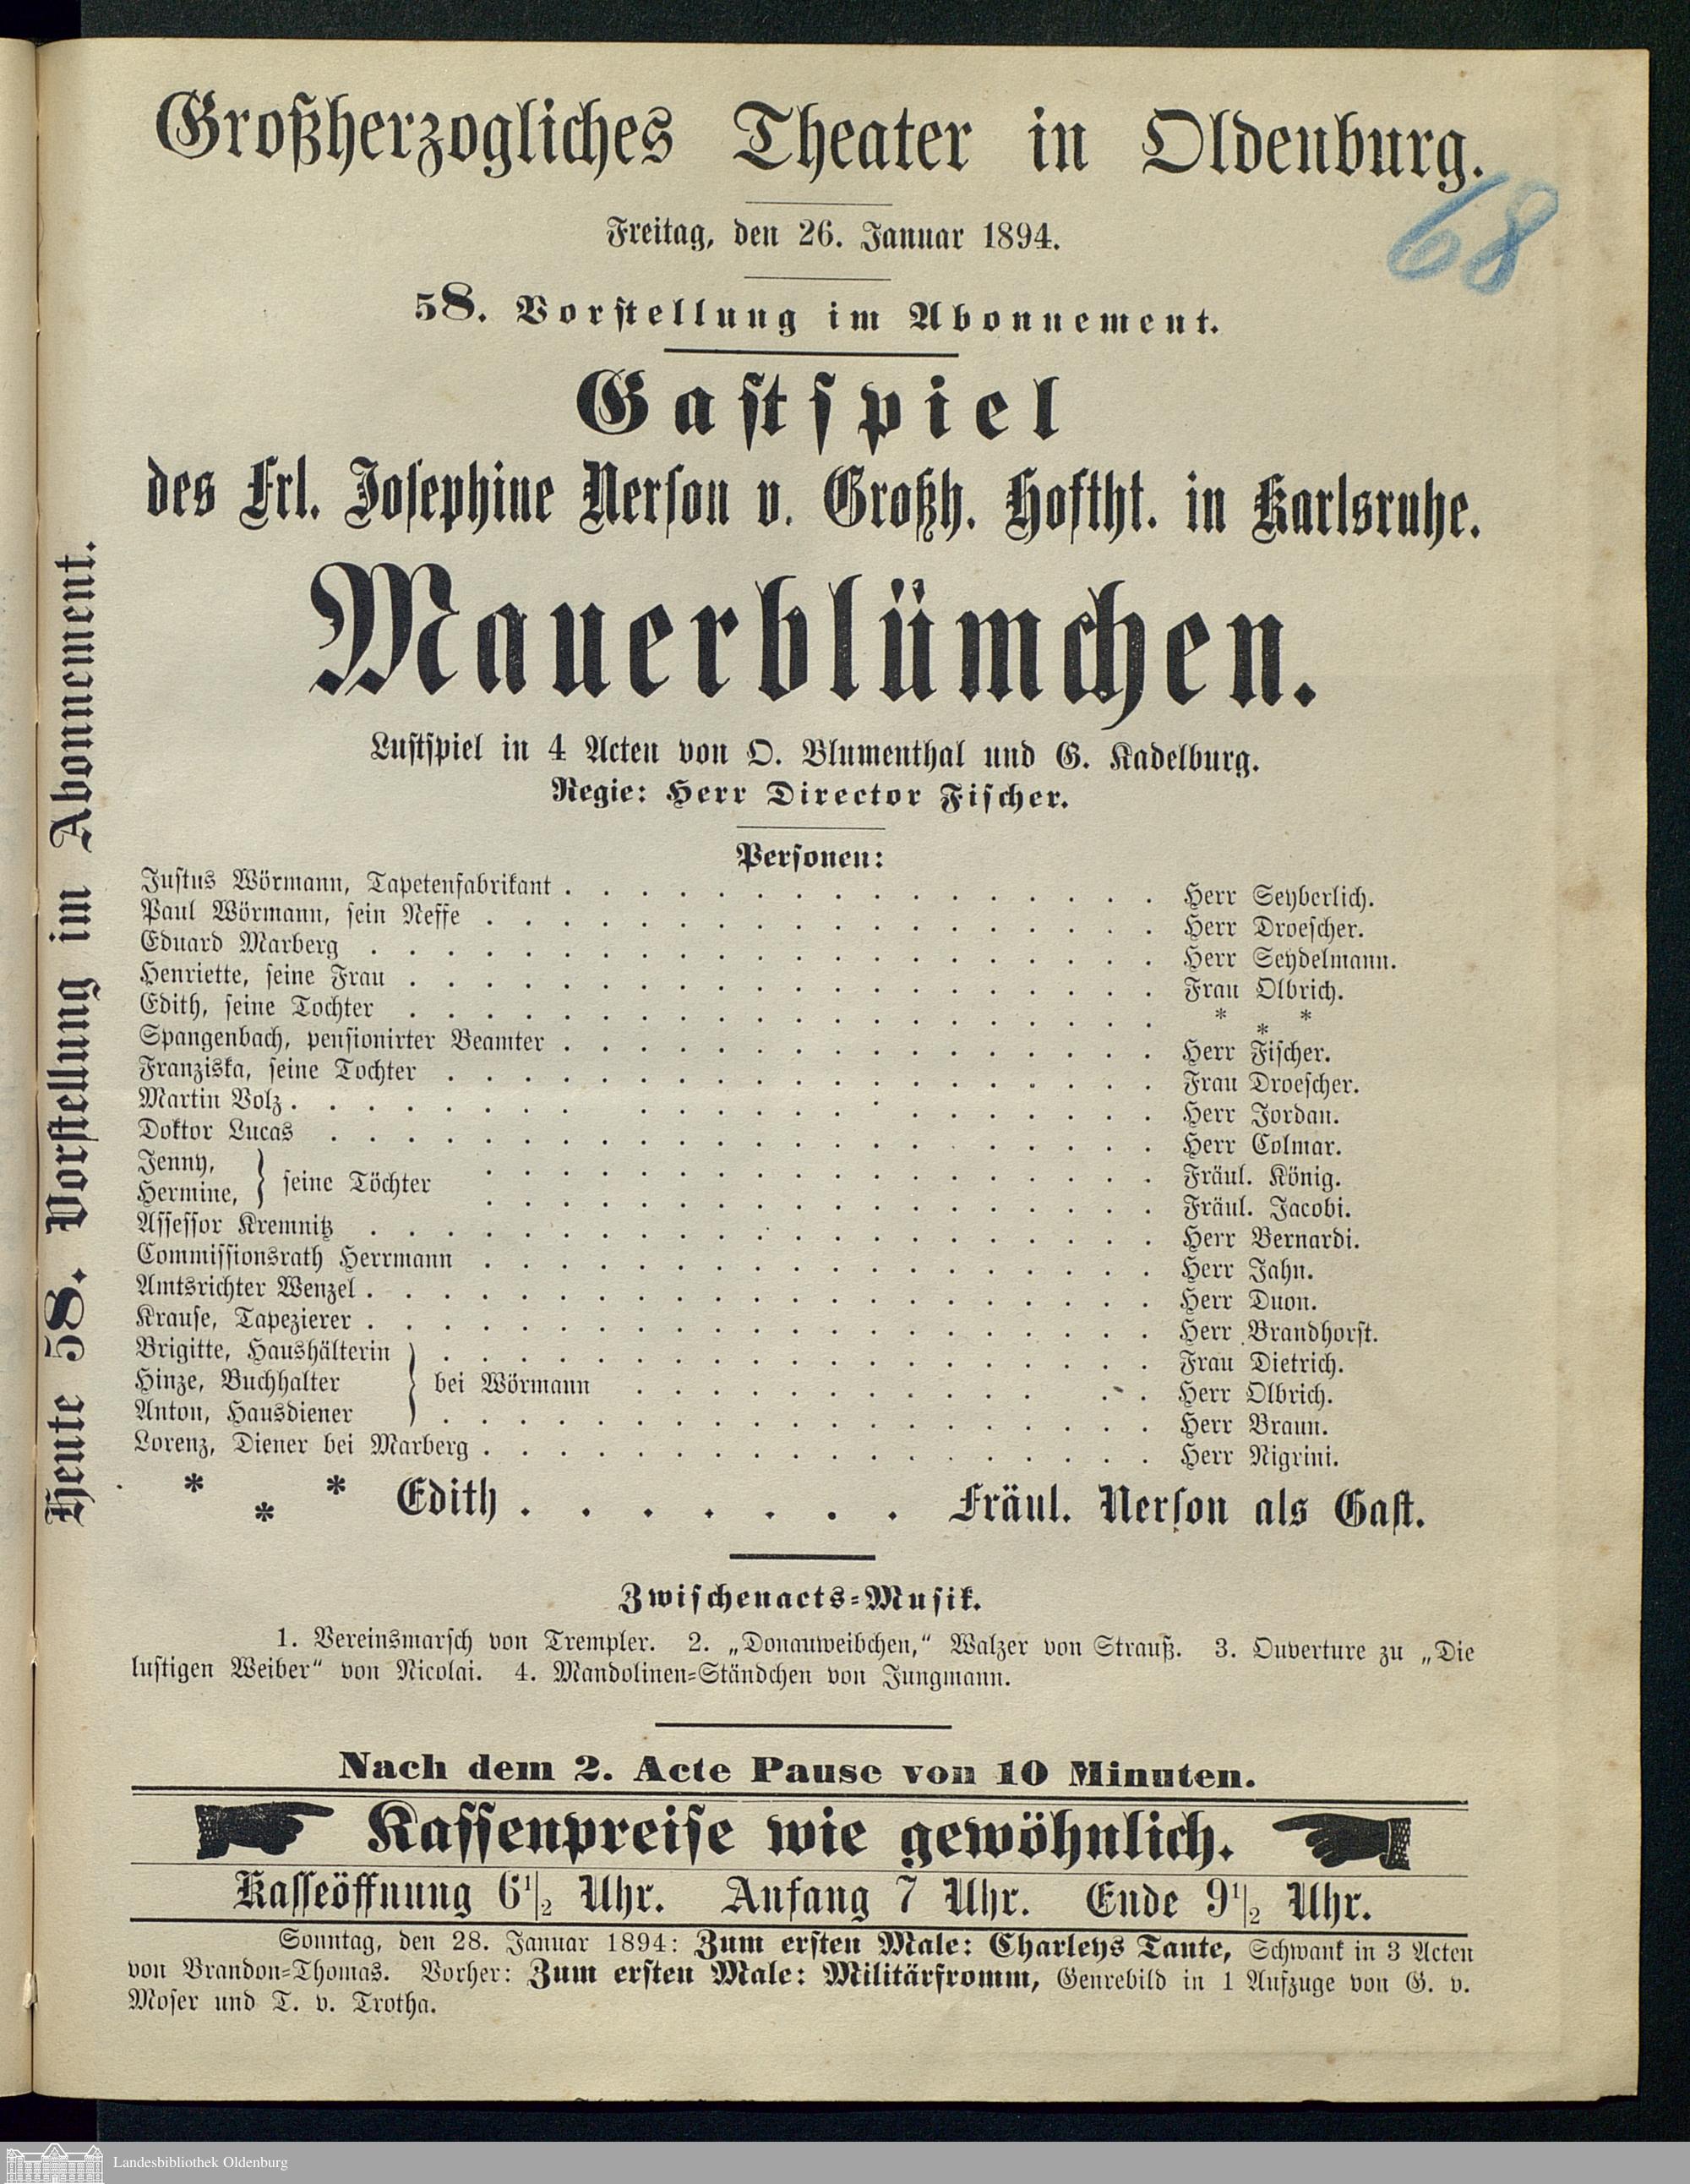 Großherzogliches Theater in Oldenburg.
68
Freitag, den 26. Januar 1894.
58. Vorstellung im Abonnement.
Gastspiel
des Frl. Josephine Nerson v. Großh. Hoftht. in Karlsruhe.
Mauerblümchen.
Lustspiel in 4 Acten von O. Blumenthal und G. Kadelburg.
Regie: Herr Director Fischer.
Personen:
Justus Wörmann, Tapetenfabrikant . . . . Herr Seyberlich.
Paul Wörmann, sein Neffe . . . . Herr Droescher.
Eduard Marberg . . . . Herr Seydelmann.
Henriette, seine Frau . . . . Frau Olbrich.
Edith, seine Tochter . . . . * * *
Spangenbach, pensionirter Beamter . . . . Herr Fischer.
Franziska, seine Tochter . . . . Frau Droescher.
Martin Volz . . . . Herr Jordan.
Doktor Lucas . . . . Herr Colmar.
Jenny, } seine Töchter . . . . Fräul. König.
Hermine, } . . . . Fräul. Jacobi.
Assessor Kremnitz . . . . Herr Bernardi.
Commissionsrath Herrmann . . . . Herr Jahn.
Amtsrichter Wenzel . . . . Herr Duon.
Krause, Tapezierer . . . . Herr Brandhorst.
Brigitte, Haushälterin } . . . . Frau Dietrich.
Hinze, Buchhalter } bei Wörmann . . . . Herr Olbrich.
Anton, Hausdiener } . . . . Herr Braun.
Lorenz, Diener bei Marberg . . . . Herr Nigrini.
* * * Edith . . . . . . . Fräul. Nerson als Gast.
Zwischenacts-Musik.
1. Vereinsmarsch von Trempler. 2. „Donauweibchen,“ Walzer von Strauß. 3. Ouverture zu „Die
lustigen Weiber“ von Nicolai. 4. Mandolinen-Ständchen von Jungmann.
Nach dem 2. Acte Pause von 10 Minuten.
Kassenpreise wie gewöhnlich.
Kasseöffnung 6 1/2 Uhr. Anfang 7 Uhr. Ende 9 1/2 Uhr.
Sonntag, den 28. Januar 1894: Zum ersten Male: Charleys Tante, Schwank in 3 Acten
von Brandon-Thomas. Vorher: Zum ersten Male: Militärfromm, Genrebild in 1 Aufzuge von G. v.
Moser und T. v. Trotha.
Heute 58. Vorstellung im Abonnement.
Landesbibliothek Oldenburg